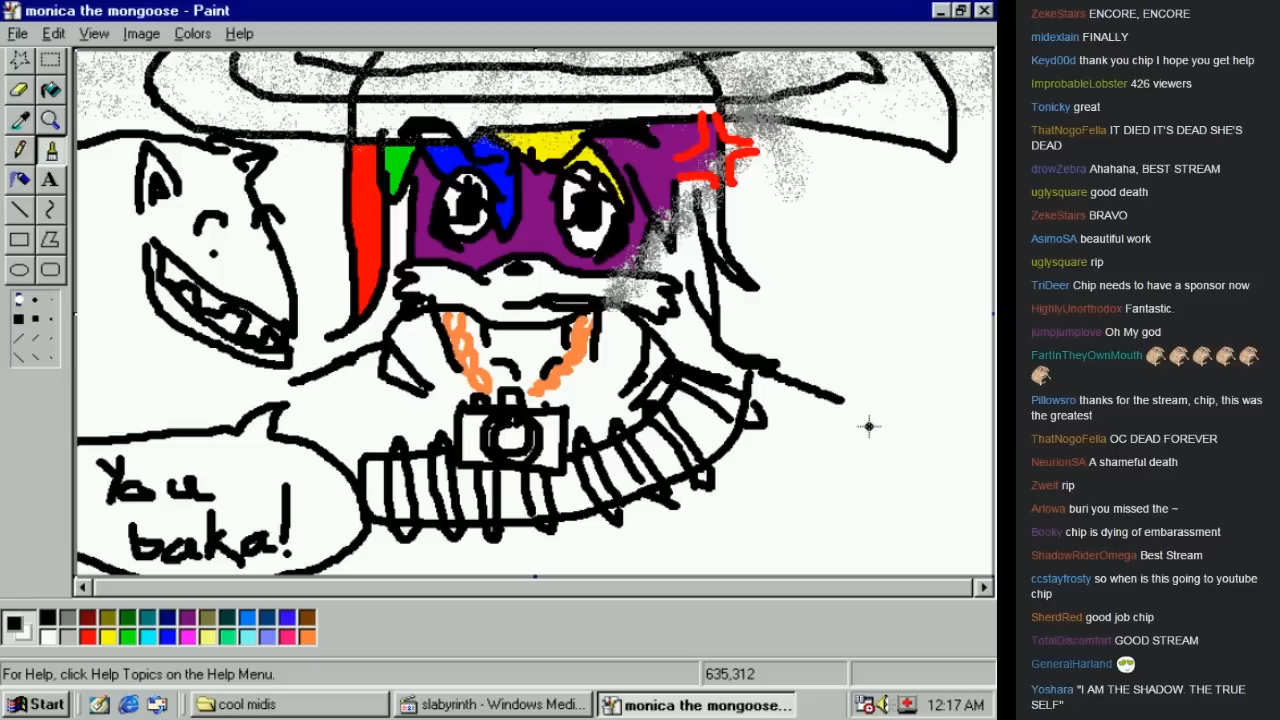 monica the mongoose - Paint
File Edit View Image Colors Help
A
You
baka!
For Help, click Help Topics on the Help Menu.
635,312
Start
cool midis
slabyrinth - Windows Medi...
monica the mongoose...
12:17 AM
ZekeStairs ENCORE, ENCORE
midexlain FINALLY
Keyd00d thank you chip I hope you get help
ImprobableLobster 426 viewers
Tonicky great
ThatNogoFella IT DIED IT'S DEAD SHE'S
DEAD
drowZebra Ahahaha, BEST STREAM
uglysquare good death
ZekeStairs BRAVO
AsimoSA beautiful work
uglysquare rip
TriDeer Chip needs to have a sponsor now
HighlyUnorthodox Fantastic.
jumpjumplove Oh My god
FartInTheyOwnMouth
Pillowsro thanks for the stream, chip, this was
the greatest
ThatNogoFella OC DEAD FOREVER
NeurionSA A shameful death
Zweit rip
Arlowa buri you missed the ~
Booky chip is dying of embarassment
ShadowRiderOmega Best Stream
ccstayfrosty so when is this going to youtube
chip
SherdRed good job chip
TotalDiscomfort GOOD STREAM
GeneralHarland
Yoshara "I AM THE SHADOW. THE TRUE
SELF"